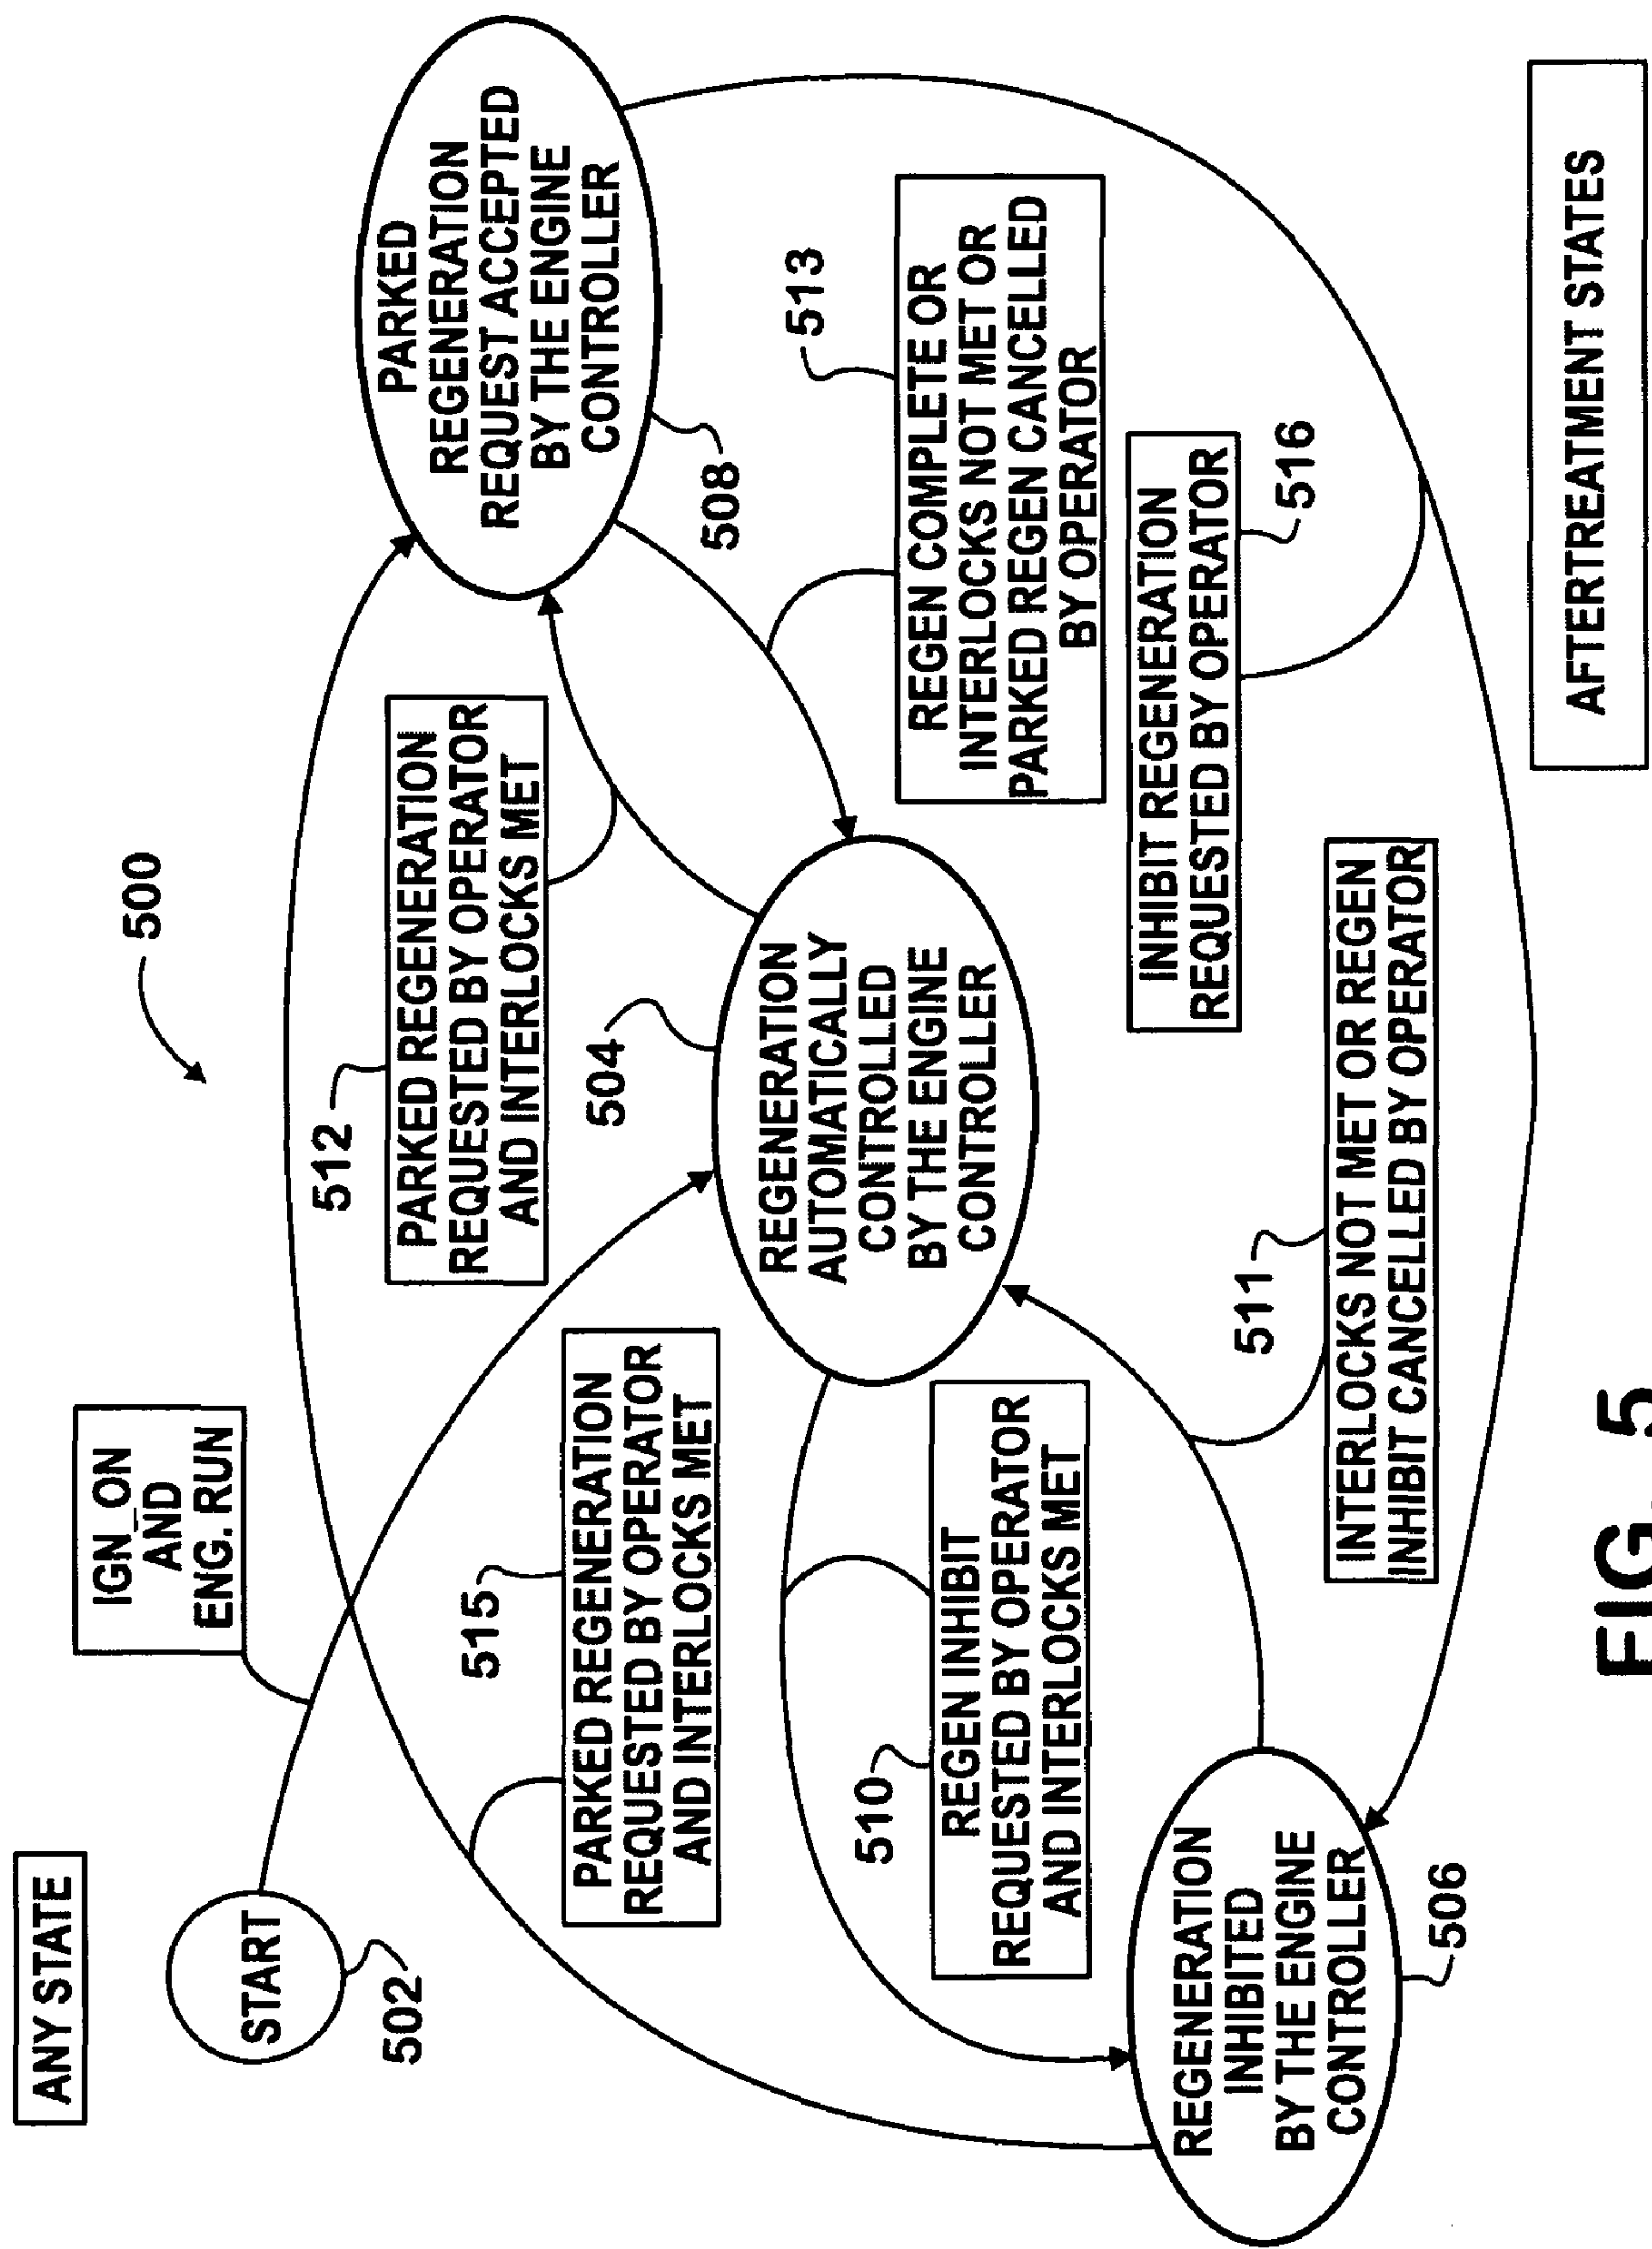 ANY STATE
START
502
IGN_ON
AND
ENG. RUN
500
512
PARKED REGENERATION
REQUESTED BY OPERATOR
AND INTERLOCKS MET
PARKED
REGENERATION
REQUEST ACCEPTED
BY THE ENGINE
CONTROLLER
508
515
PARKED REGENERATION
REQUESTED BY OPERATOR
AND INTERLOCKS MET
504
REGENERATION
AUTOMATICALLY
CONTROLLED
BY THE ENGINE
CONTROLLER
513
REGEN COMPLETE OR
INTERLOCKS NOT MET OR
PARKED REGEN CANCELLED
BY OPERATOR
510
REGEN INHIBIT
REQUESTED BY OPERATOR
AND INTERLOCKS MET
INHIBIT REGENERATION
REQUESTED BY OPERATOR
516
REGENERATION
INHIBITED
BY THE ENGINE
CONTROLLER
506
511
INTERLOCKS NOT MET OR REGEN
INHIBIT CANCELLED BY OPERATOR
AFTERTREATMENT STATES
FIG. 5